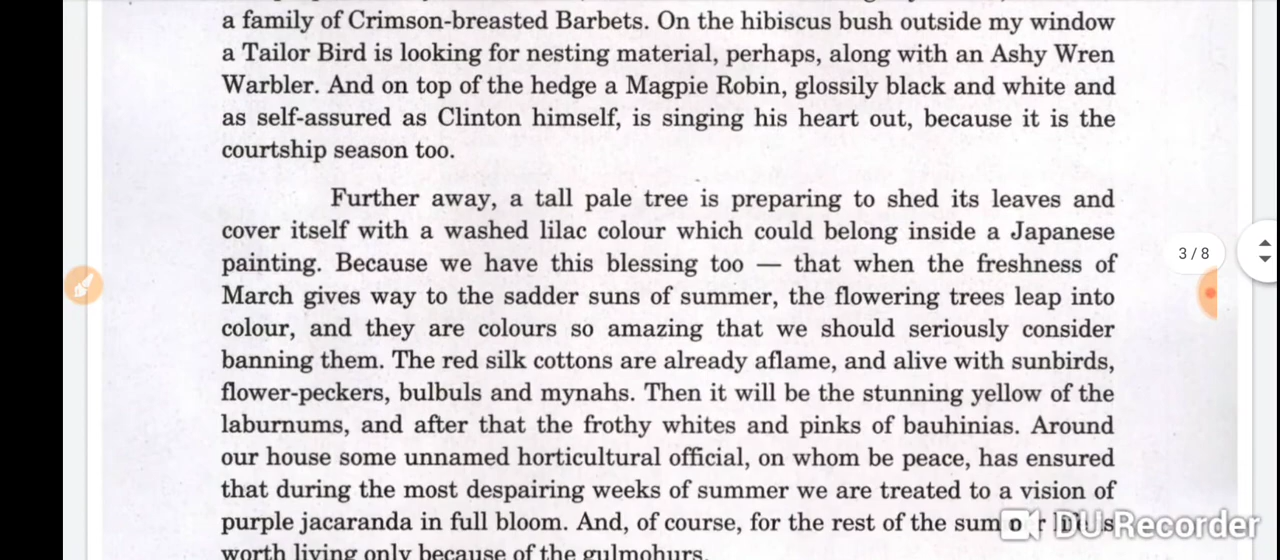 a family of Crimson-breasted Barbets. On the hibiscus bush outside my window
a Tailor Bird is looking for nesting material, perhaps, along with an Ashy Wren
Warbler. And on top of the hedge a Magpie Robin, glossily black and white and
as self-assured as Clinton himself, is singing his heart out, because it is the
courtship season too.
Further away, a tall pale tree is preparing to shed its leaves and
cover itself with a washed lilac colour which could belong inside a Japanese
painting. Because we have this blessing too — that when the freshness of
March gives way to the sadder suns of summer, the flowering trees leap into
3/8
colour, and they are colours so amazing that we should seriously consider
banning them. The red silk cottons are already aflame, and alive with sunbirds,
flower-peckers, bulbuls and mynahs. Then it will be the stunning yellow of the
laburnums, and after that the frothy whites and pinks of bauhinias. Around
our house some unnamed horticultural official, on whom be peace, has ensured
that during the most despairing weeks of summer we are treated to a vision of
purple jacaranda in full bloom. And, of course, for the rest of the
DU Recorder
worth living only because of the gulmohurs.